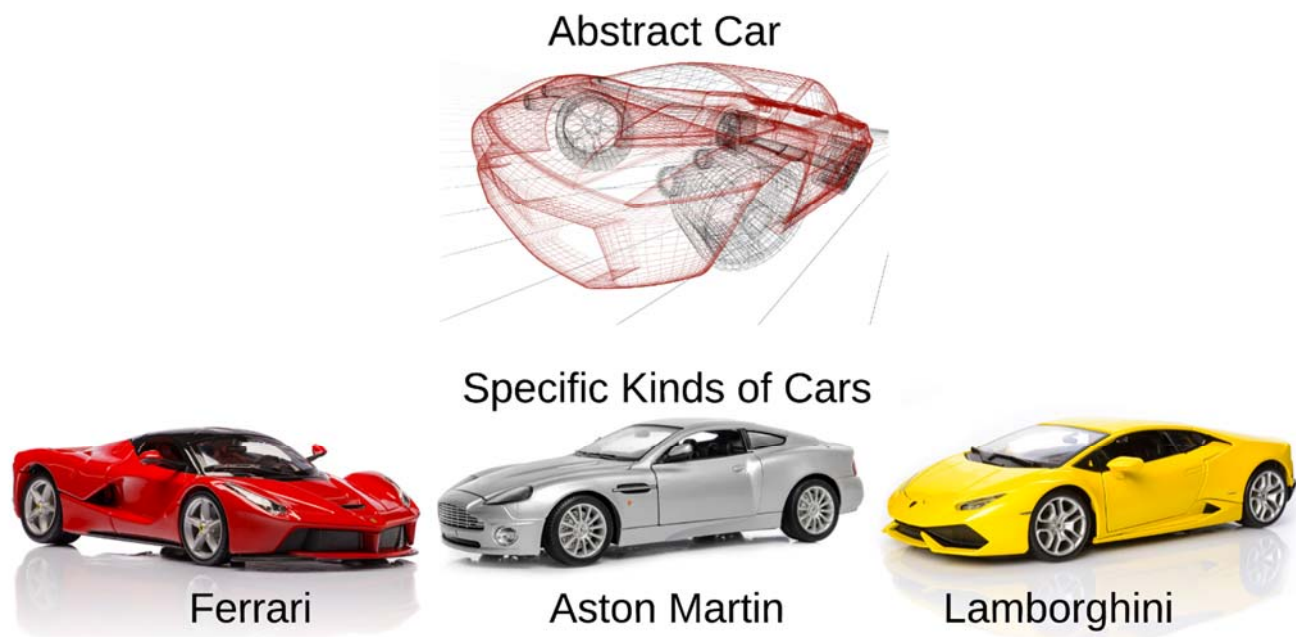 Abstract Car
Specific Kinds of Cars
Ferrari
Aston Martin
Lamborghini